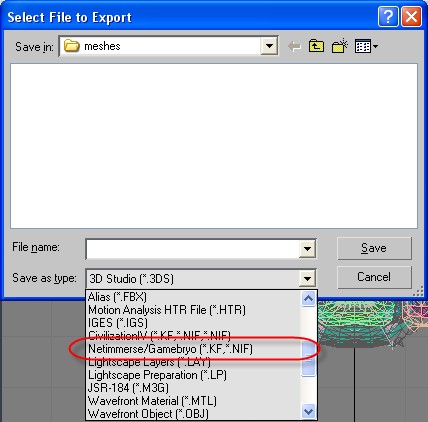 Select File to Export
Save in: meshes
File name:
Save
Save as type: 3D Studio (*.3DS)
Cancel
Alias (*.FBX)
Motion Analysis HTR File (*.HTR)
IGES (*.IGS)
CivilizationIV (*.KF,*.NIF,*.NIF)
Netimmerse/Gamebryo (*.KF,*.NIF)
Lightscape Layers (*.LAY)
Lightscape Preparation (*.LP)
JSR-184 (*.M3G)
Wavefront Material (*.MTL)
Wavefront Object (*.OBJ)